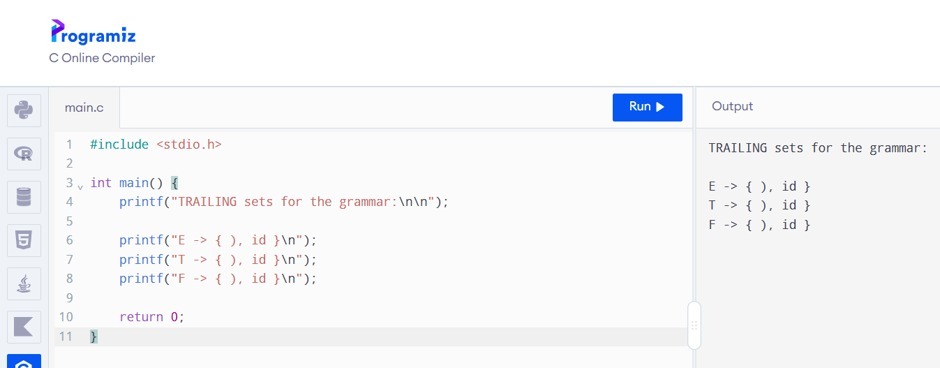 Programiz
C Online Compiler
main.c
Run
Output
1 #include <stdio.h>
2
3 int main() {
4 printf("TRAILING sets for the grammar:\n\n");
5
6 printf("E -> { ), id }\n");
7 printf("T -> { ), id }\n");
8 printf("F -> { ), id }\n");
9
10 return 0;
11 }
TRAILING sets for the grammar:
E -> { ), id }
T -> { ), id }
F -> { ), id }